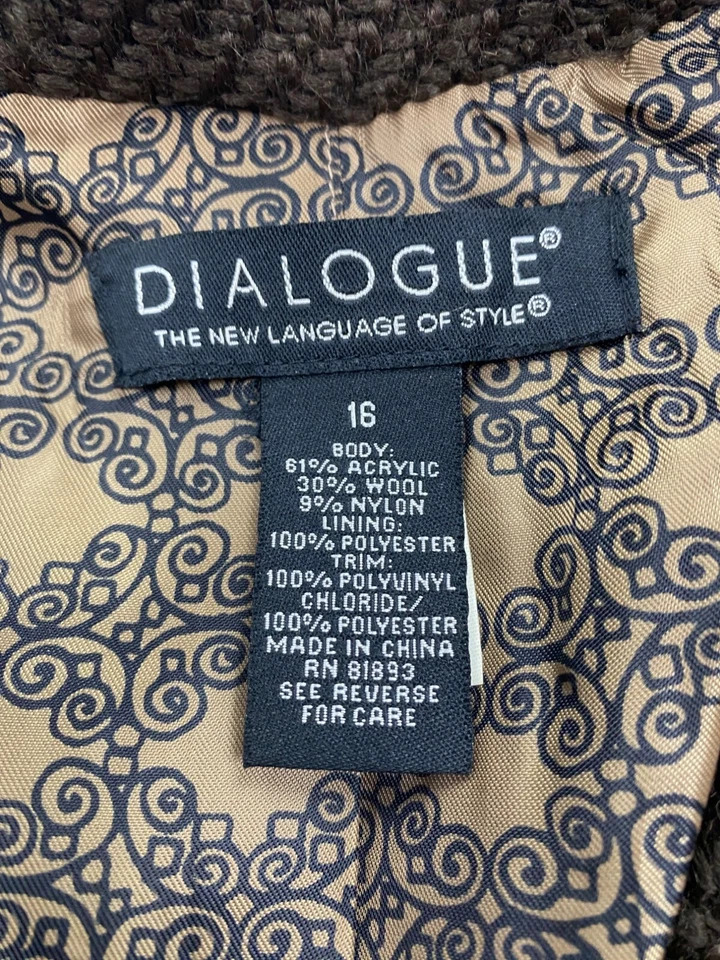 DIALOGUE®
THE NEW LANGUAGE OF STYLE®
16
BODY:
61% ACRYLIC
30% WOOL
9% NYLON
LINING:
100% POLYESTER
TRIM:
100% POLYVINYL
CHLORIDE/
100% POLYESTER
MADE IN CHINA
RN 81893
SEE REVERSE
FOR CARE